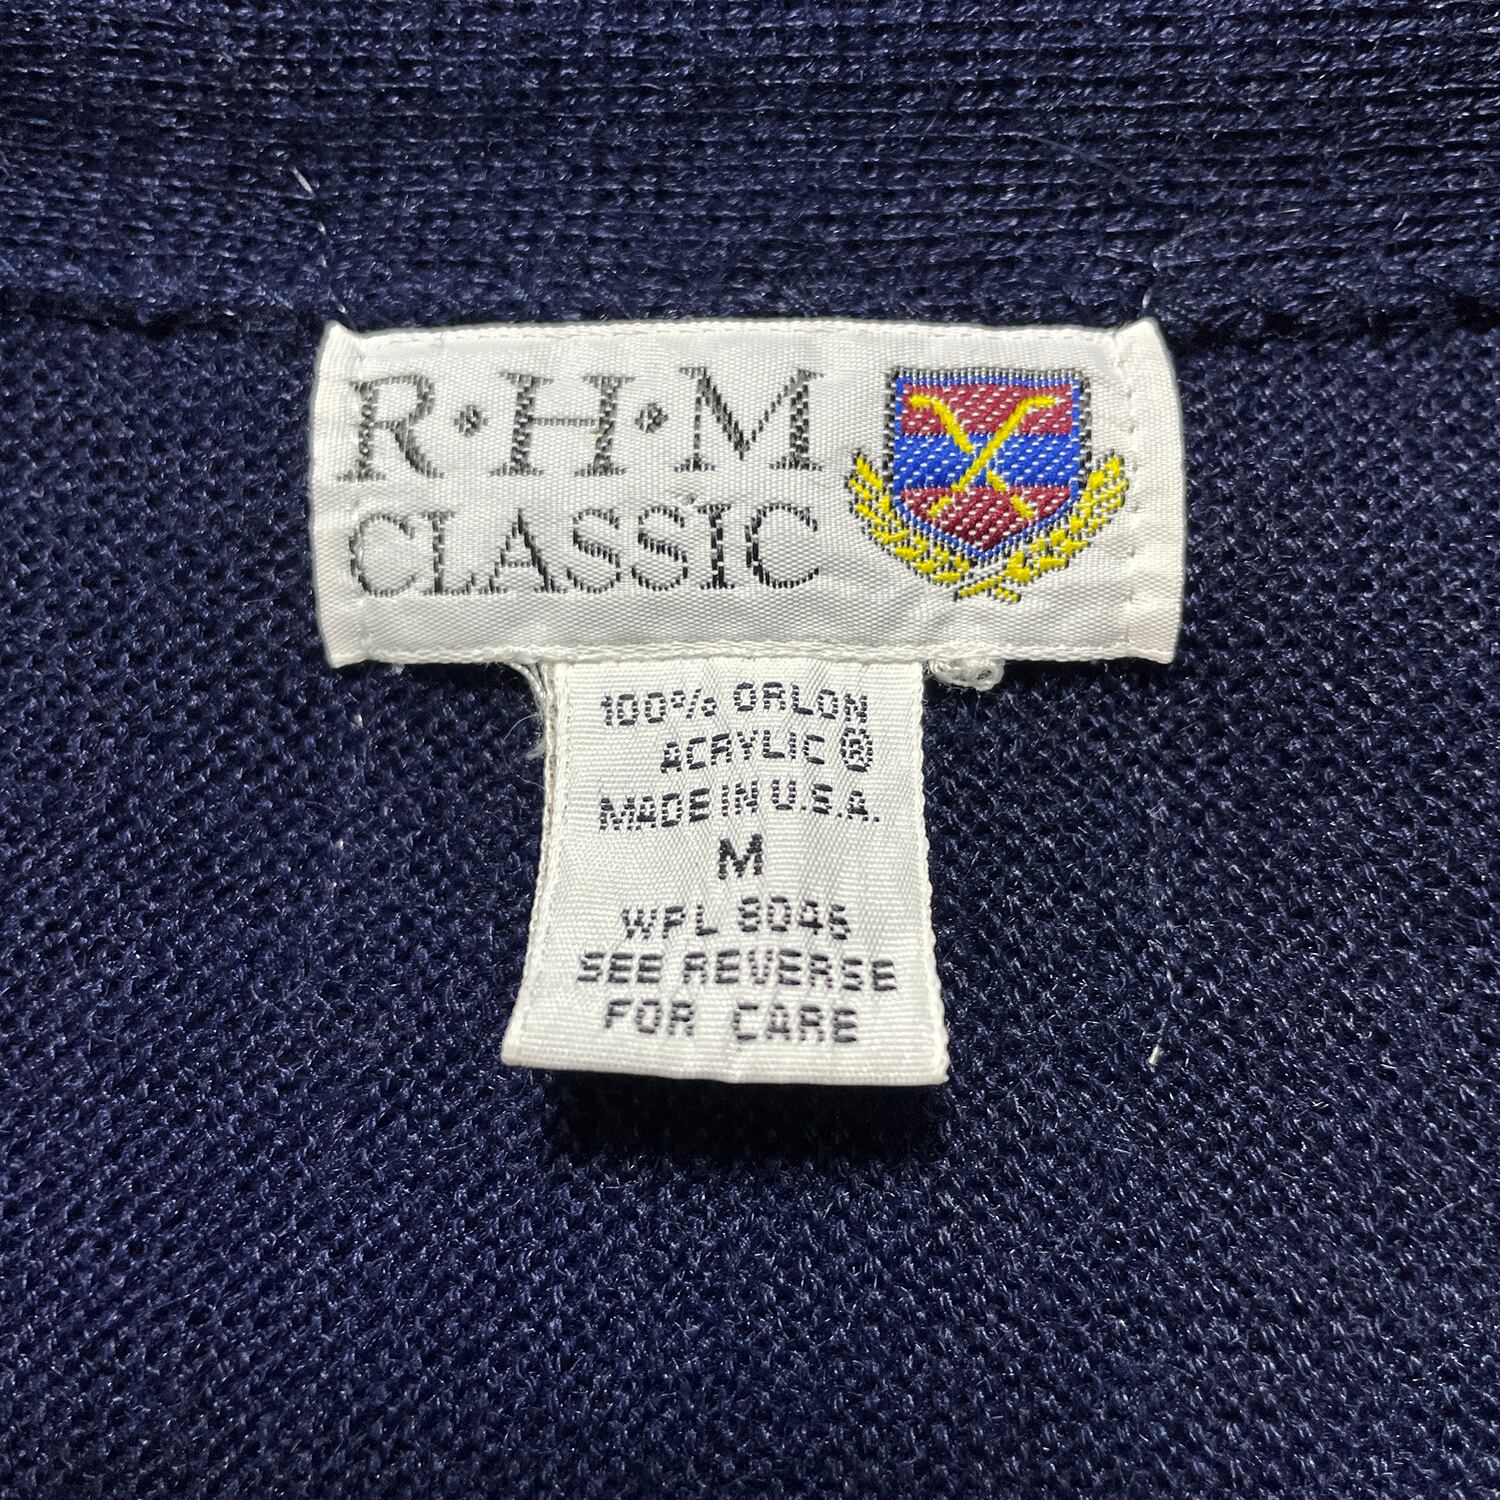 R·H·M
CLASSIC
100% ORLON
ACRYLIC ®
MADE IN U.S.A.
M
WPL 8045
SEE REVERSE
FOR CARE